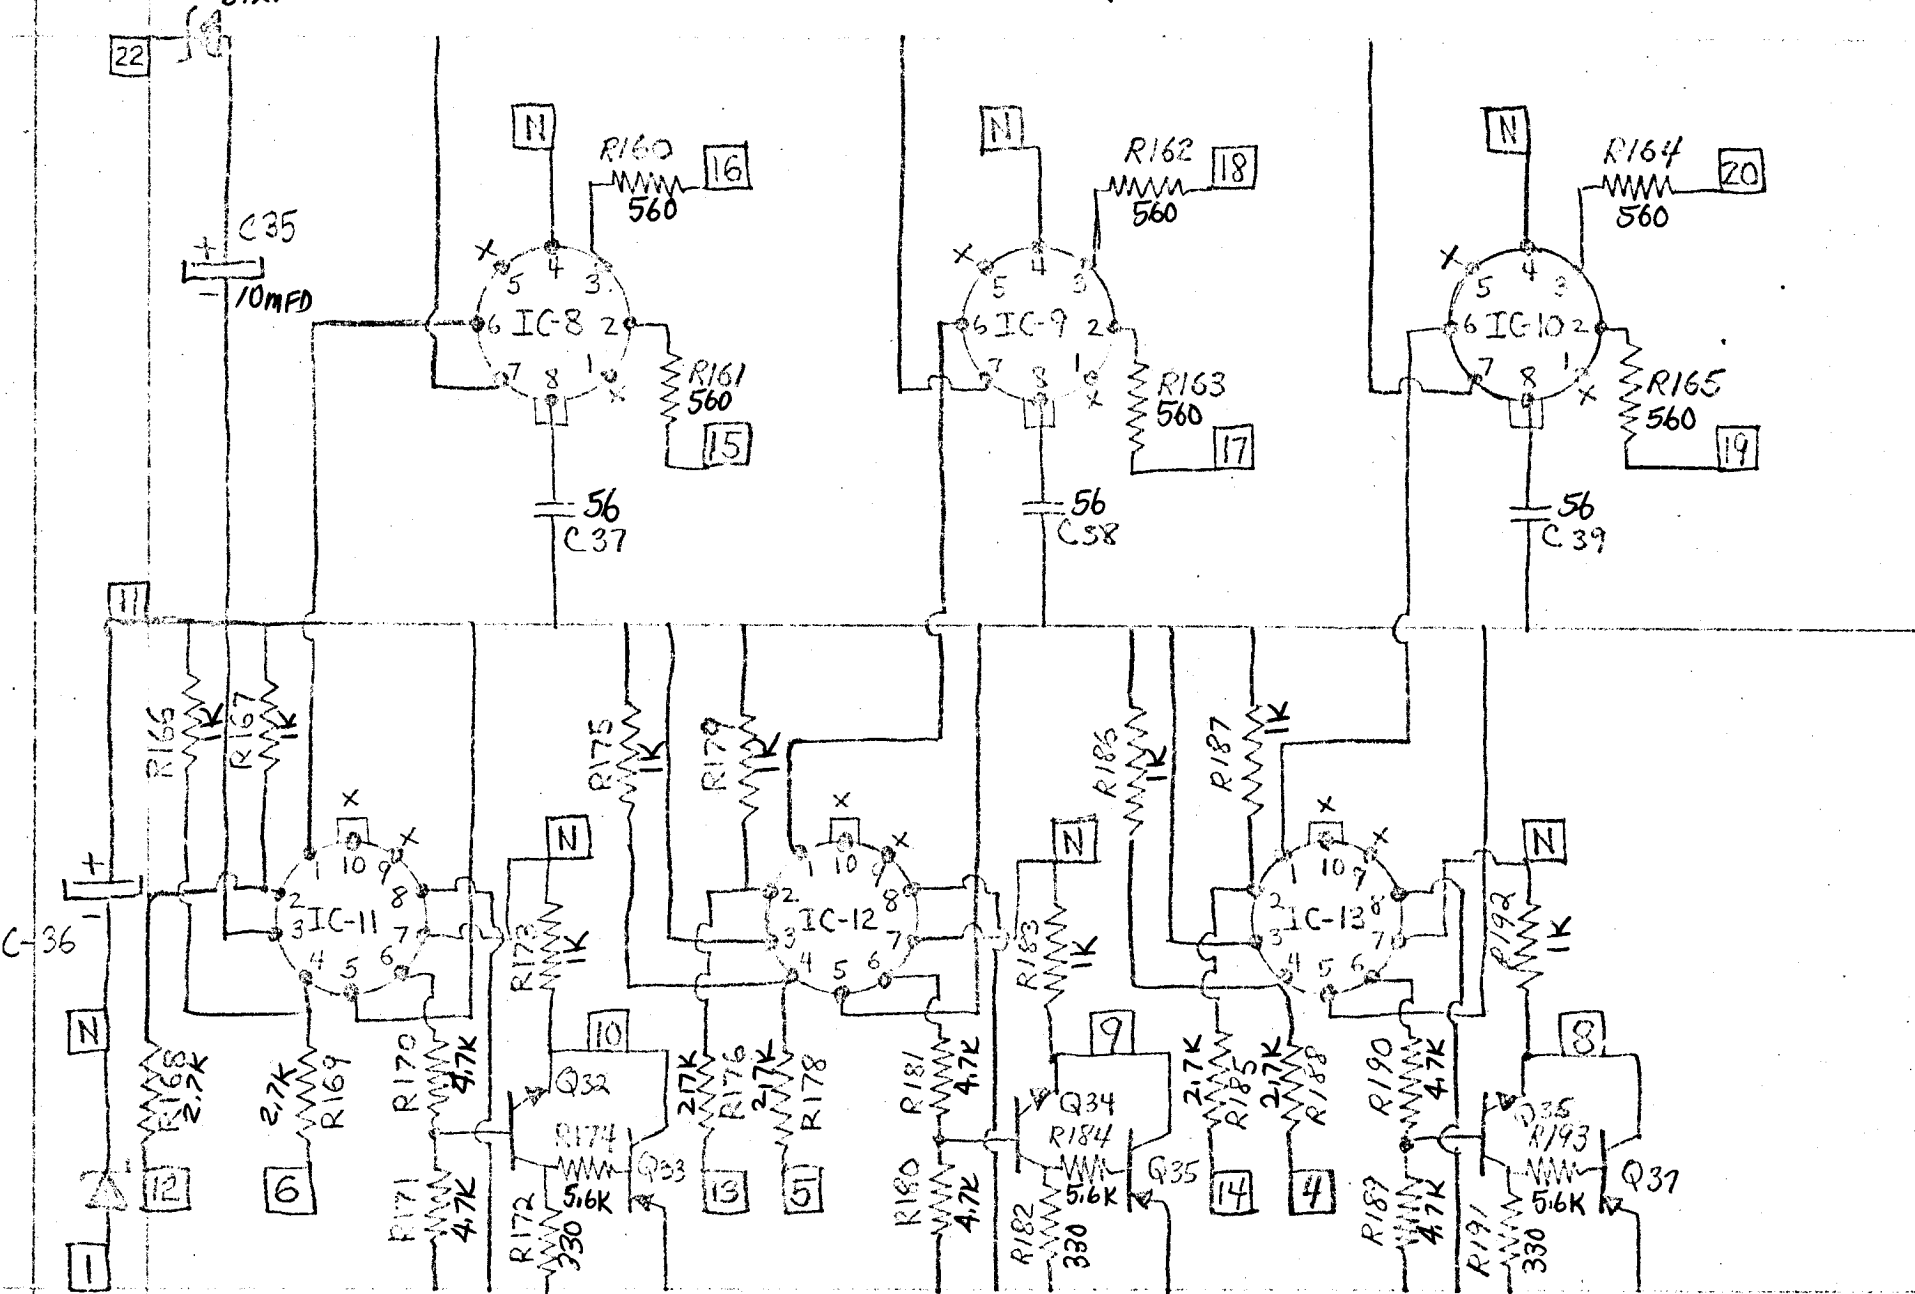 22
N
R160
16
560
N
R162
18
560
N
R164
20
560
C35
+
-
10MFD
X
5
4
3
6
IC-8
2
7
8
1
X
R161
560
15
56
C37
X
5
4
3
6
IC-9
2
7
8
1
X
R163
560
17
56
C38
X
5
4
3
6
IC-10
2
7
8
1
X
R165
560
19
56
C39
11
R166
1K
R167
1K
R175
1K
R179
1K
R186
1K
R187
1K
+
-
C-36
X
X
1
10
9
2
8
3
IC-11
7
4
5
6
N
R173
1K
X
X
1
10
9
2
8
3
IC-12
7
4
5
6
N
R183
1K
X
X
1
10
9
2
8
3
IC-13
7
4
5
6
N
R192
1K
N
R168
2.7K
2.7K
R169
R170
4.7K
10
Q32
R174
5.6K
Q33
2.7K
R176
2.7K
R178
R181
4.7K
9
Q34
R184
5.6K
Q35
2.7K
R185
2.7K
R188
R190
4.7K
8
R193
5.6K
Q37
12
6
R171
4.7K
R172
330
13
5
R180
4.7K
R182
330
14
4
R189
4.7K
R191
330
1